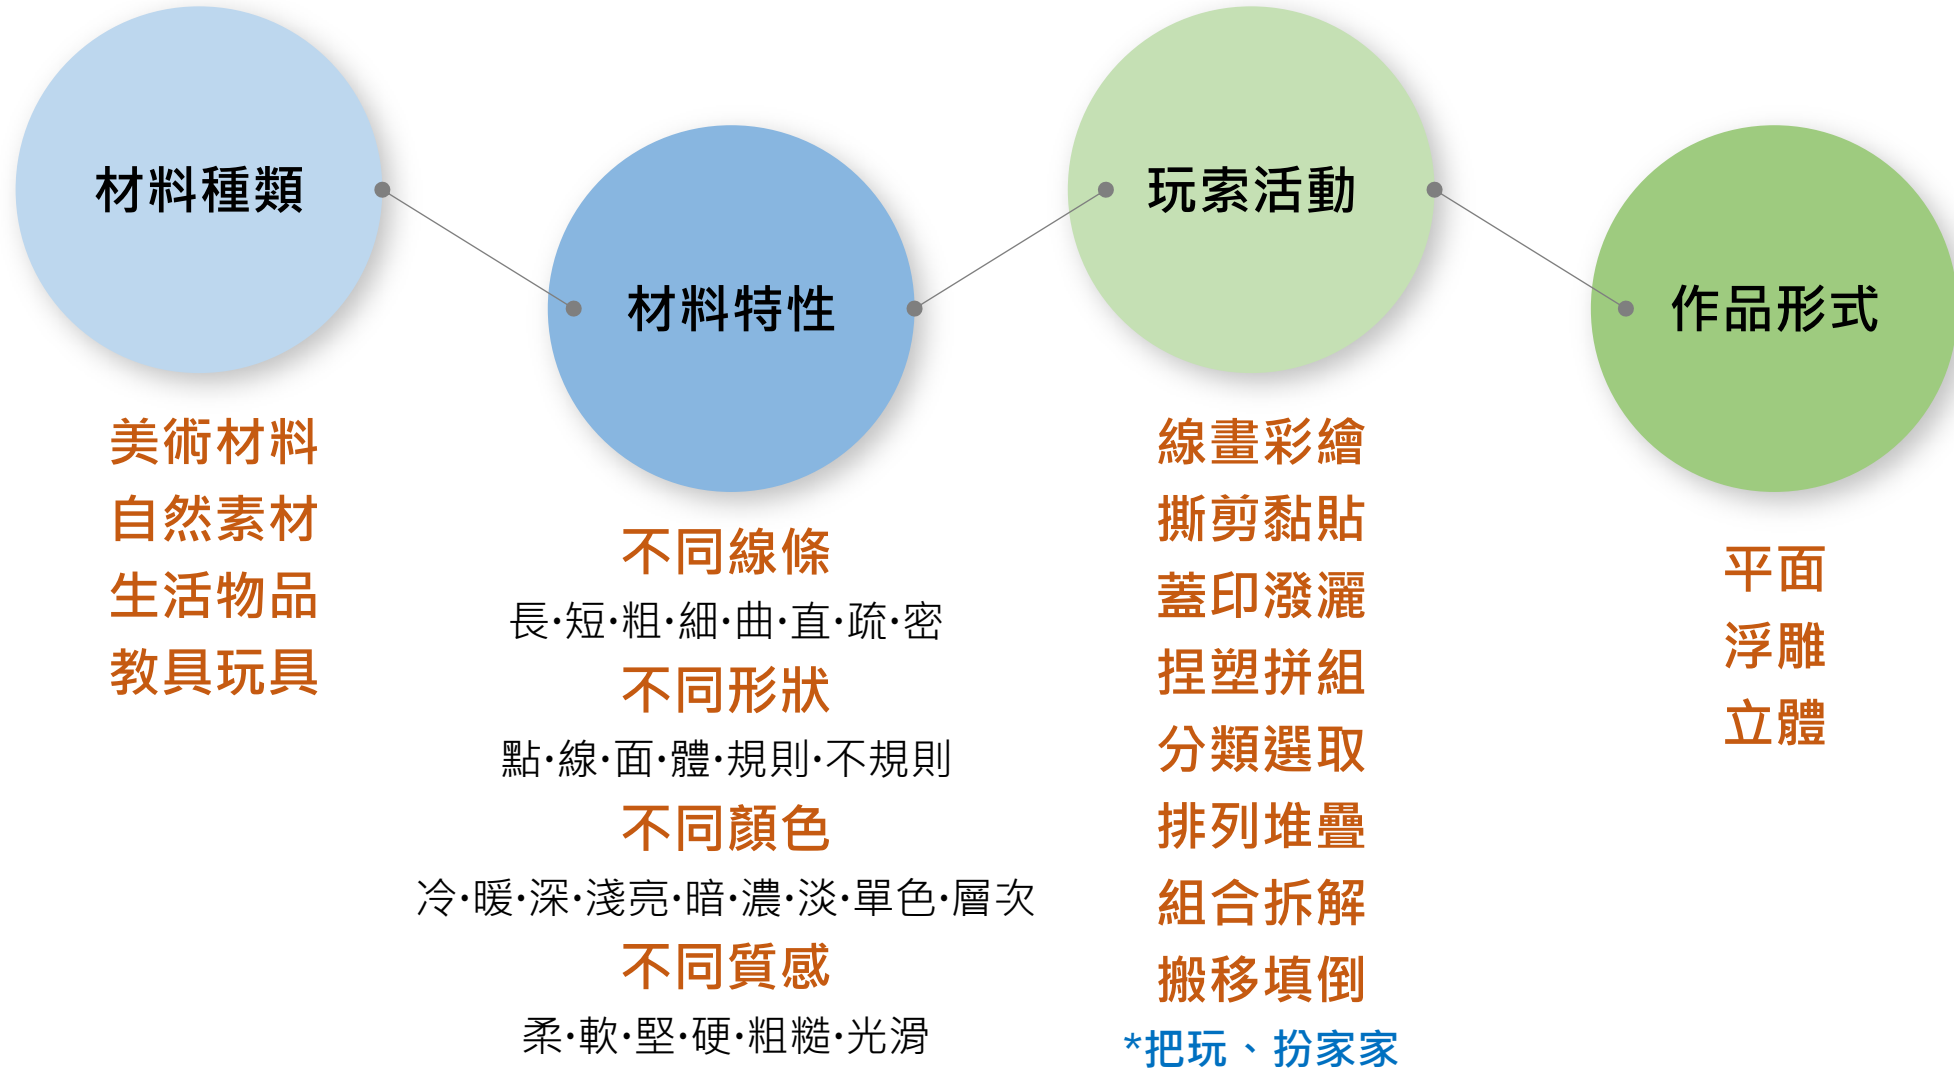 材料種類
美術材料
自然素材
生活物品
教具玩具
材料特性
不同線條
長･短･粗･細･曲･直･疏･密
不同形狀
點･線･面･體･規則･不規則
不同顏色
冷･暖･深･淺亮･暗･濃･淡･單色･層次
不同質感
柔･軟･堅･硬･粗糙･光滑
玩索活動
線畫彩繪
撕剪黏貼
蓋印潑灑
捏塑拼組
分類選取
排列堆疊
組合拆解
搬移填倒
*把玩、扮家家
作品形式
平面
浮雕
立體